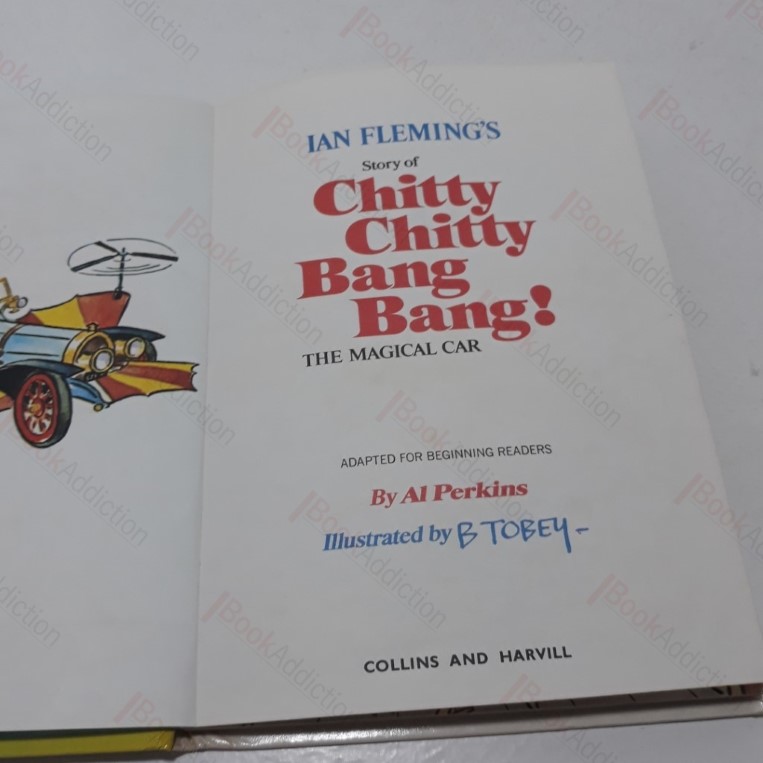 IAN FLEMING'S
Story of
Chitty
Chitty
Bang
Bang!
THE MAGICAL CAR
ADAPTED FOR BEGINNING READERS
By Al Perkins
Illustrated by B TOBEY-
COLLINS AND HARVILL
BookAddiction